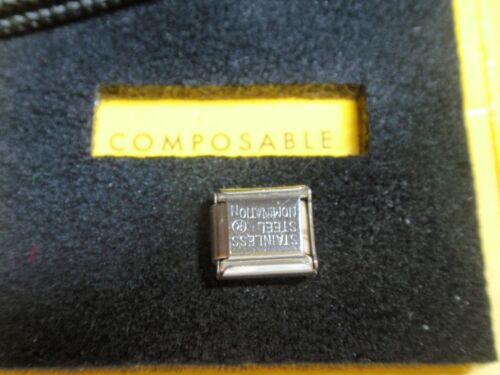 COMPOSABLE
STAINLESS
STEEL ®
NOMINATION